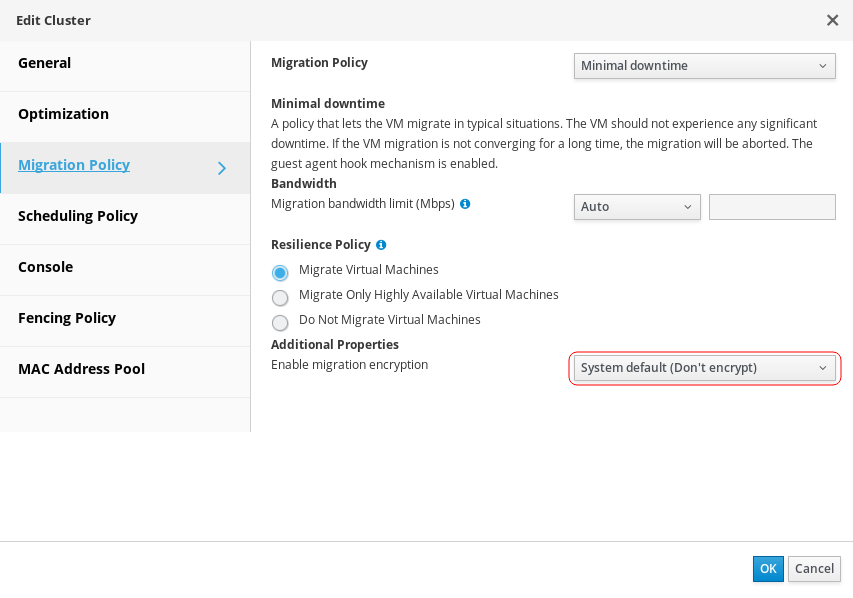 Edit Cluster
General
Optimization
Migration Policy
Scheduling Policy
Console
Fencing Policy
MAC Address Pool
Migration Policy
Minimal downtime
Minimal downtime
A policy that lets the VM migrate in typical situations. The VM should not experience any significant
downtime. If the VM migration is not converging for a long time, the migration will be aborted. The
guest agent hook mechanism is enabled.
Bandwidth
Migration bandwidth limit (Mbps)
Auto
Resilience Policy
Migrate Virtual Machines
Migrate Only Highly Available Virtual Machines
Do Not Migrate Virtual Machines
Additional Properties
Enable migration encryption
System default (Don't encrypt)
OK
Cancel